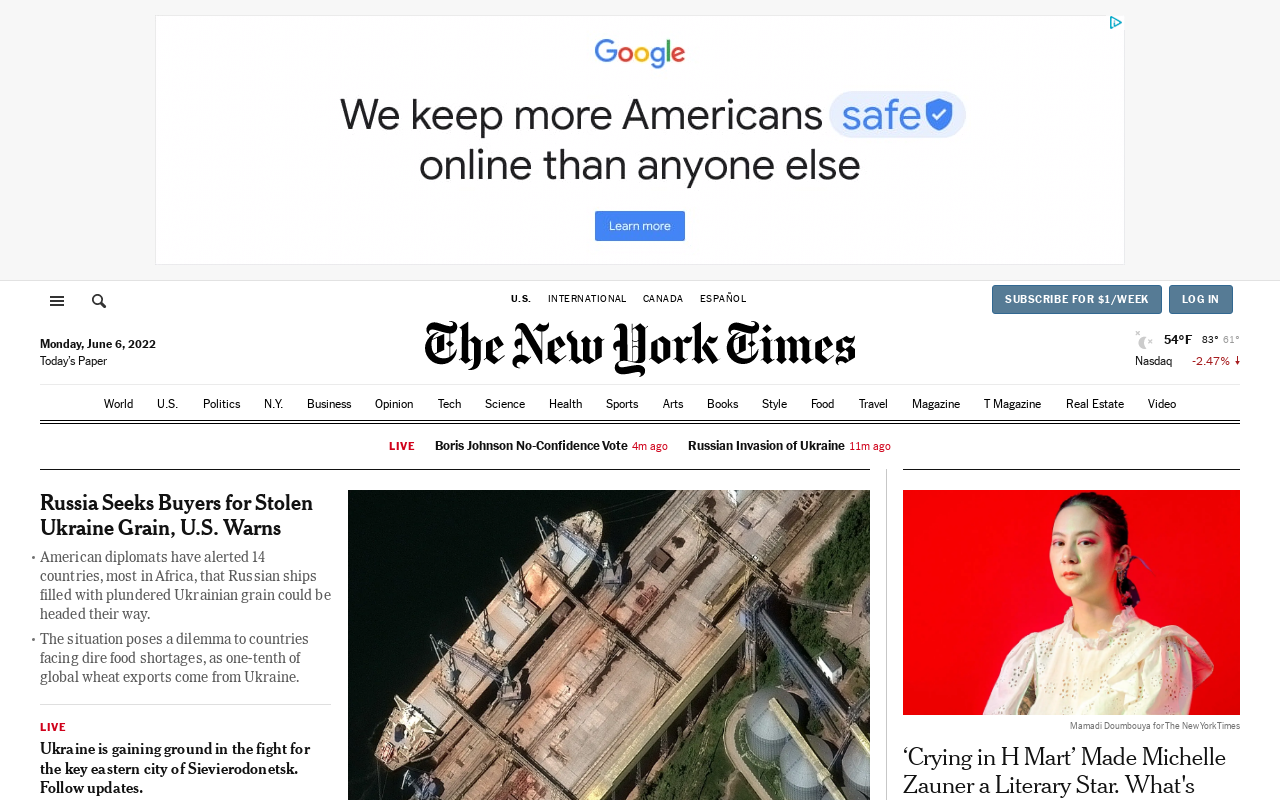 Google
We keep more Americans safe
online than anyone else
Learn more
U.S. INTERNATIONAL CANADA ESPAÑOL
SUBSCRIBE FOR $1/WEEK LOG IN
Monday, June 6, 2022
Today's Paper
The New York Times
54°F 83° 61°
Nasdaq -2.47%
World U.S. Politics N.Y. Business Opinion Tech Science Health Sports Arts Books Style Food Travel Magazine T Magazine Real Estate Video
LIVE Boris Johnson No-Confidence Vote 4m ago Russian Invasion of Ukraine 11m ago
Russia Seeks Buyers for Stolen
Ukraine Grain, U.S. Warns
• American diplomats have alerted 14
countries, most in Africa, that Russian ships
filled with plundered Ukrainian grain could be
headed their way.
• The situation poses a dilemma to countries
facing dire food shortages, as one-tenth of
global wheat exports come from Ukraine.
LIVE
Ukraine is gaining ground in the fight for
the key eastern city of Sievierodonetsk.
Follow updates.
Mamadi Doumbouya for The New York Times
‘Crying in H Mart’ Made Michelle
Zauner a Literary Star. What's